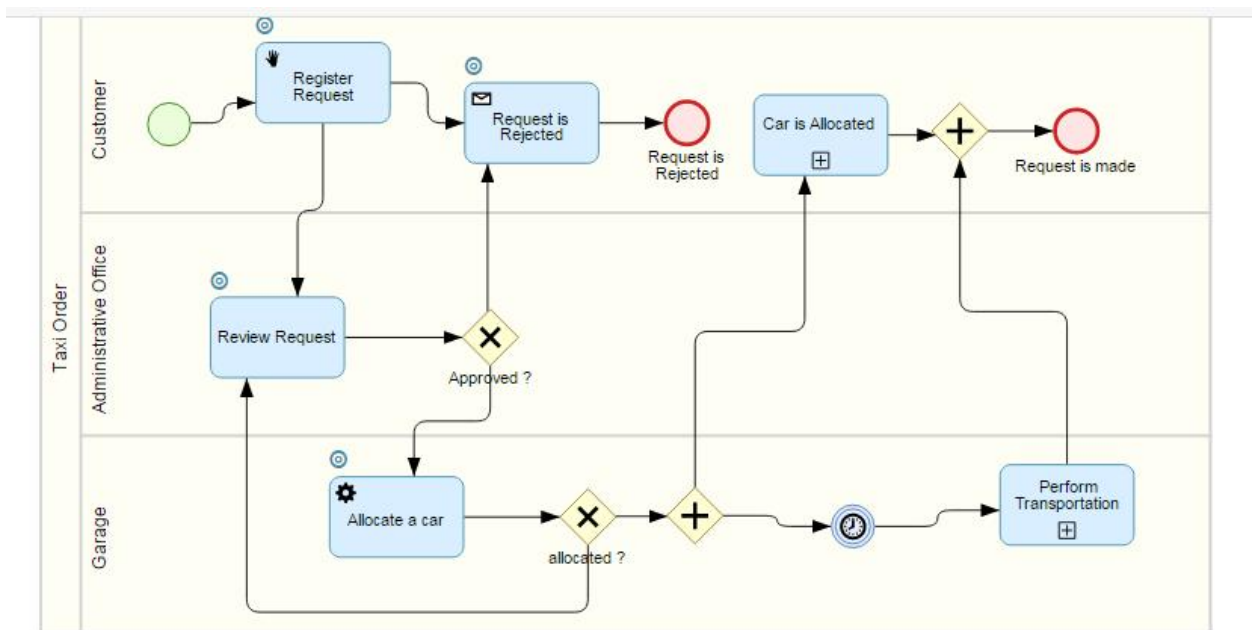 Taxi Order
Customer
Register
Request
Request is
Rejected
Request is
Rejected
Car is Allocated
Request is made
Administrative Office
Review Request
Approved ?
Garage
Allocate a car
allocated ?
Perform
Transportation